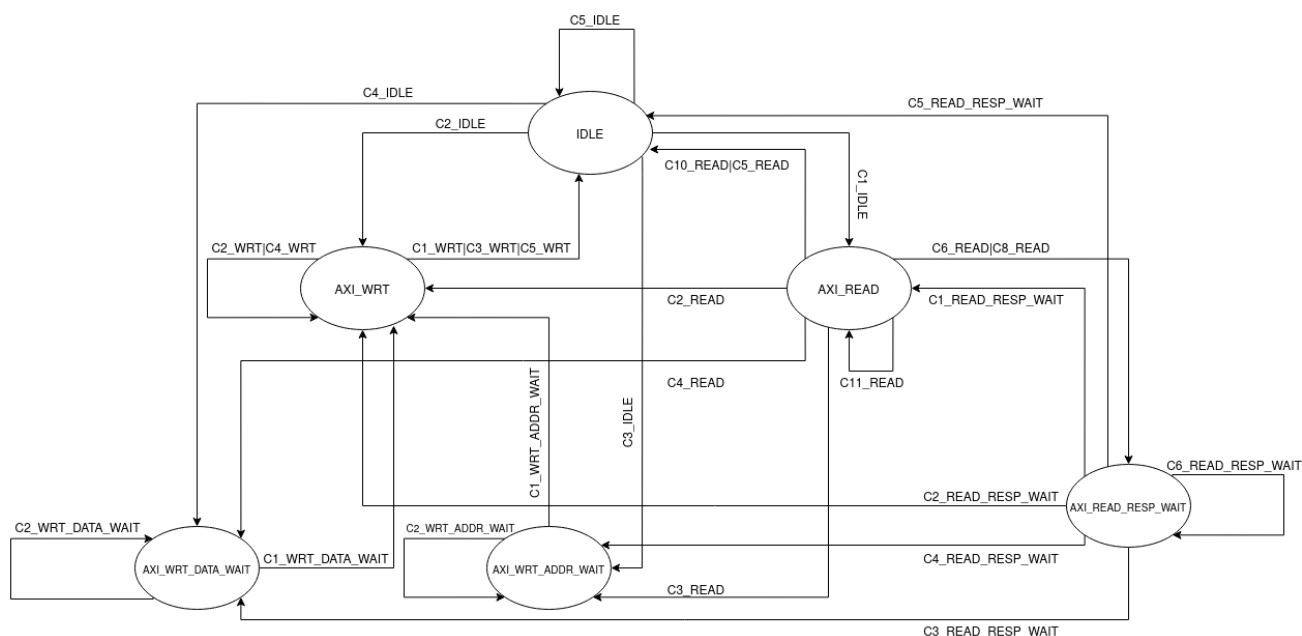 C5_IDLE
C4_IDLE
C5_READ_RESP_WAIT
C2_IDLE
IDLE
C10_READ|C5_READ
C1_IDLE
C2_WRT|C4_WRT
C1_WRT|C3_WRT|C5_WRT
C6_READ|C8_READ
AXI_WRT
AXI_READ
C2_READ
C1_READ_RESP_WAIT
C4_READ
C11_READ
C1_WRT_ADDR_WAIT
C3_IDLE
C6_READ_RESP_WAIT
C2_READ_RESP_WAIT
AXI_READ_RESP_WAIT
C2_WRT_DATA_WAIT
C2_WRT_ADDR_WAIT
C1_WRT_DATA_WAIT
C4_READ_RESP_WAIT
AXI_WRT_DATA_WAIT
AXI_WRT_ADDR_WAIT
C3_READ
C3_READ_RESP_WAIT